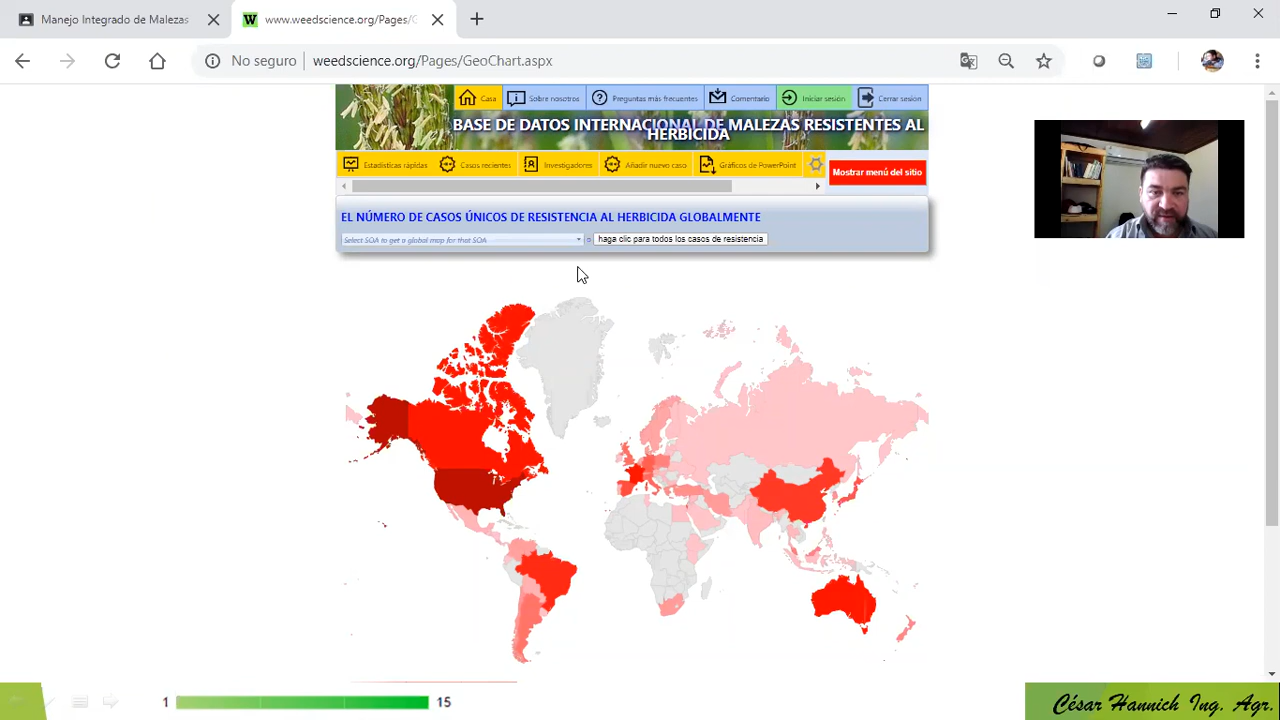 Manejo Integrado de Malezas
www.weedscience.org/Pages/G
No seguro
weedscience.org/Pages/GeoChart.aspx
Casa
Sobre nosotros
Preguntas más frecuentes
Comentario
Iniciar sesión
Cerrar sesion
BASE DE DATOS INTERNACIONAL DE MALEZAS RESISTENTES AL
HERBICIDA
Estadísticas rápidas
Casos recientes
Investigadores
Añadir nuevo caso
Gráficos de PowerPoint
Mostrar menú del sitio
EL NÚMERO DE CASOS ÚNICOS DE RESISTENCIA AL HERBICIDA GLOBALMENTE
Select SOA to get a global map for that SOA
haga clic para todos los casos de resistencia
1
15
César Hannich Ing. Agr.